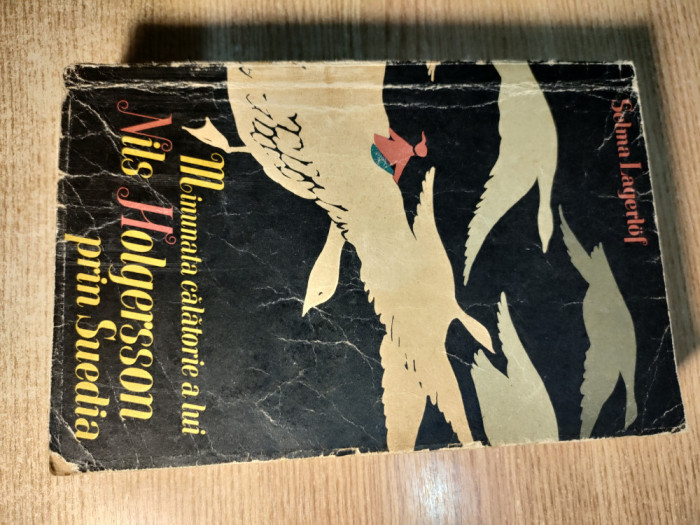 Selma Lagerlöf
Minunata călătorie a lui
Nils Holgersson
prin Suedia